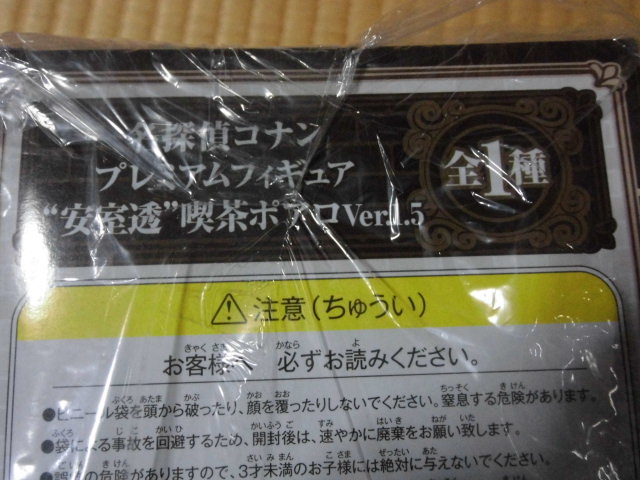 名探偵コナン
プレミアムフィギュア
“安室透”喫茶ポアロVer.1.5
全1種
⚠ 注意(ちゅうい)
お客様へ 必ずお読みください。
●ビニール袋を頭から被ったり、顔を覆ったりしないでください。窒息する危険があります。
●袋による事故を回避するため、開封後は、速やかに廃棄をお願い致します。
の危険がありますので、3才未満のお子様には絶対に与えないでください。